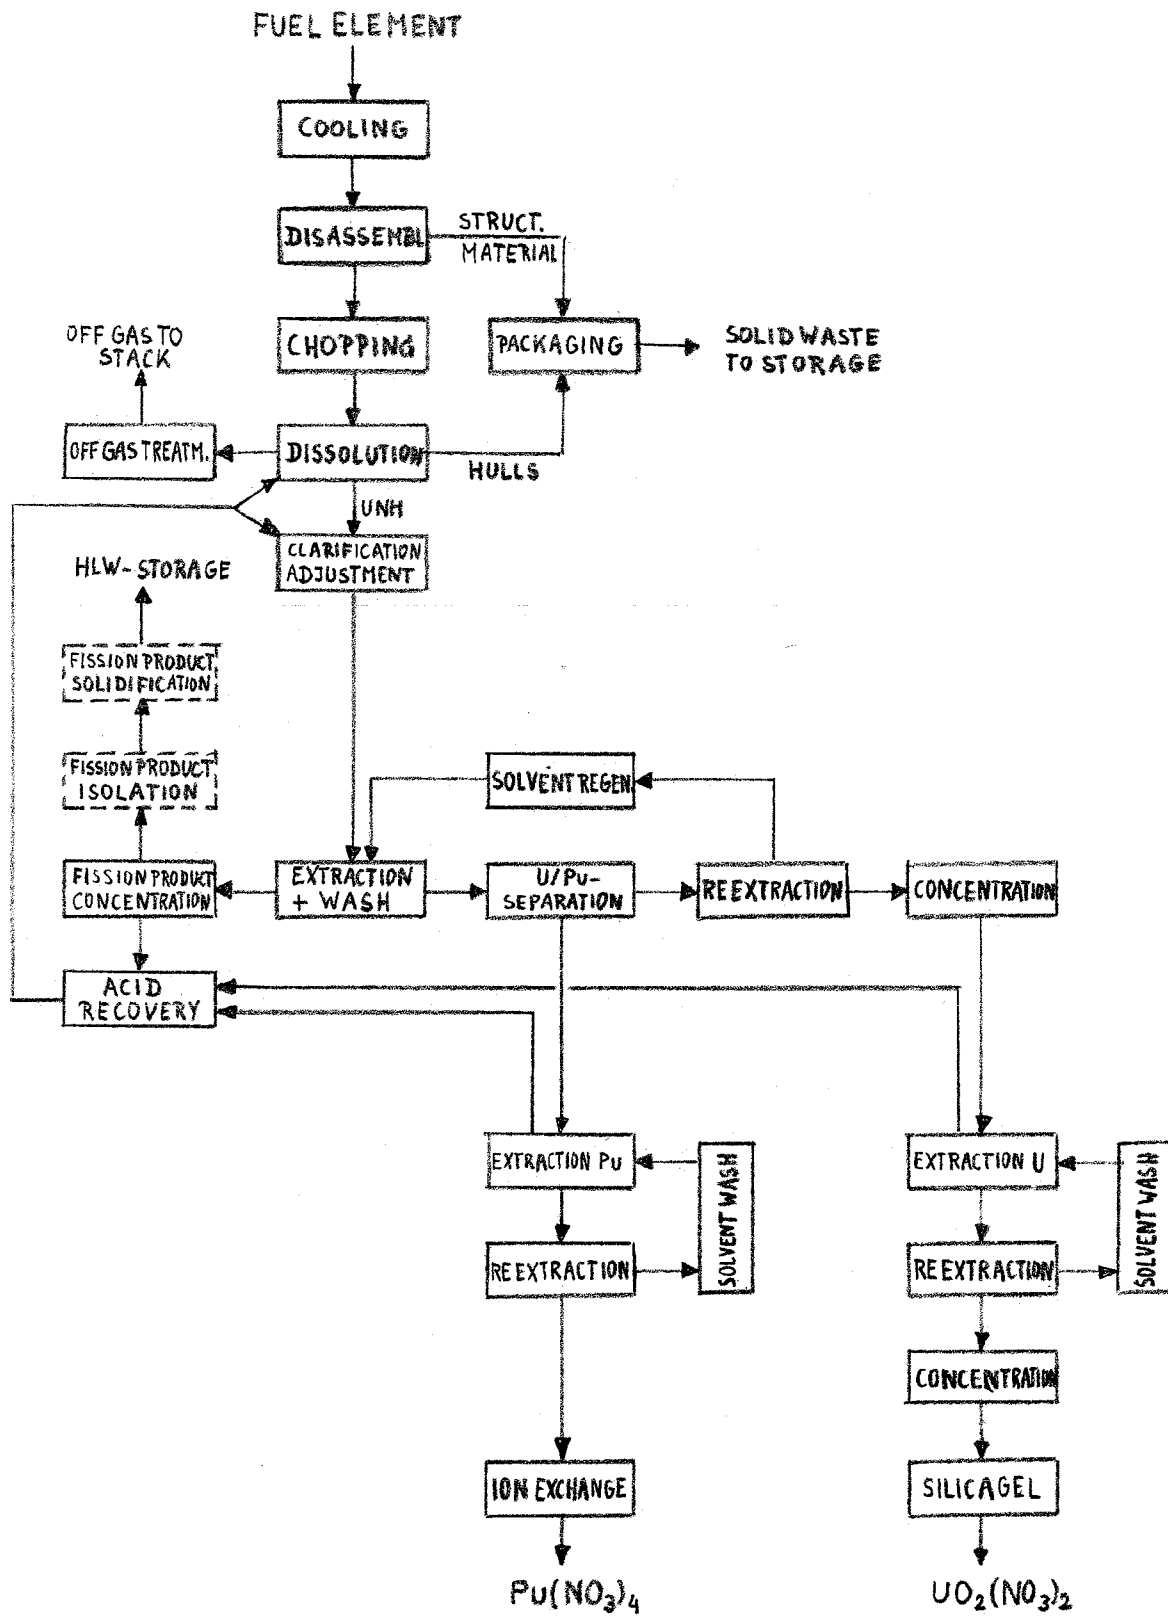 FUEL ELEMENT
COOLING
DISASSEMBL
STRUCT.
MATERIAL
OFF GAS TO
STACK
CHOPPING
PACKAGING
SOLID WASTE
TO STORAGE
OFF GAS TREATM.
DISSOLUTION
HULLS
UNH
CLARIFICATION
ADJUSTMENT
HLW-STORAGE
FISSION PRODUCT
SOLIDIFICATION
FISSION PRODUCT
ISOLATION
SOLVENT REGEN.
FISSION PRODUCT
CONCENTRATION
EXTRACTION
+ WASH
U/Pu-
SEPARATION
REEXTRACTION
CONCENTRATION
ACID
RECOVERY
EXTRACTION Pu
SOLVENT WASH
EXTRACTION U
SOLVENT WASH
REEXTRACTION
REEXTRACTION
CONCENTRATION
ION EXCHANGE
SILICAGEL
Pu(NO₃)₄
UO₂(NO₃)₂